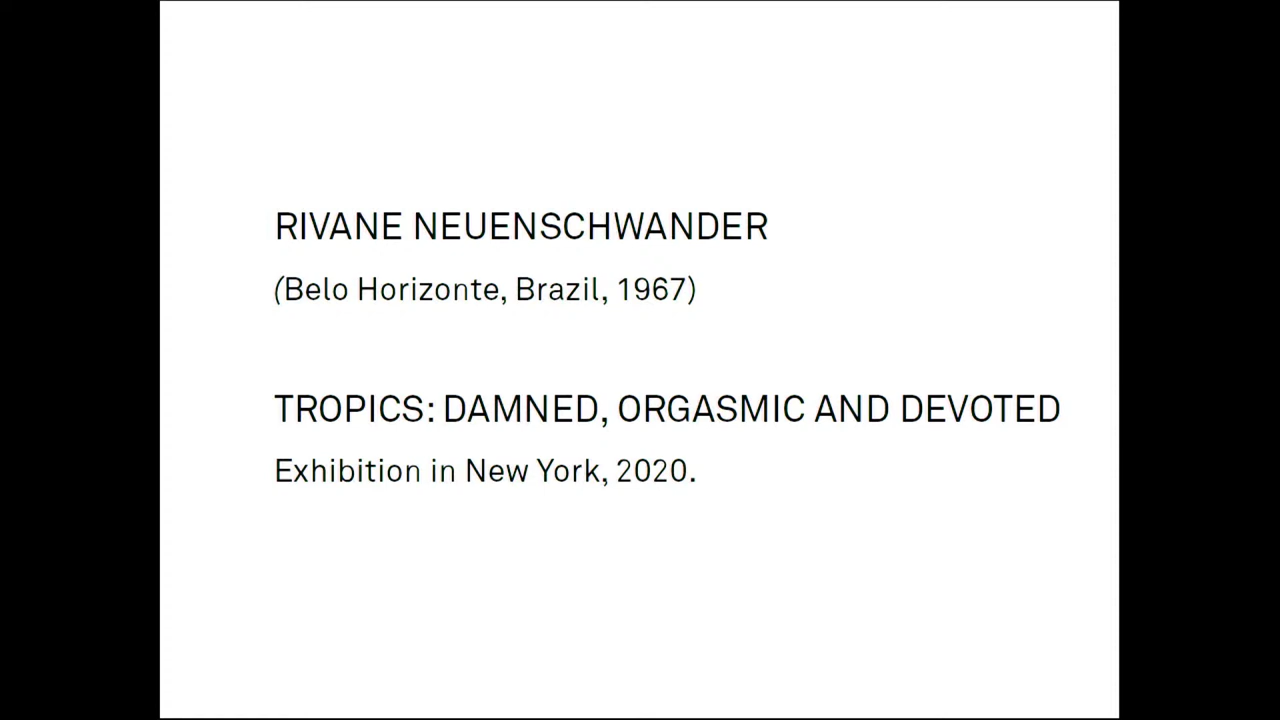 RIVANE NEUENSCHWANDER
(Belo Horizonte, Brazil, 1967)
TROPICS: DAMNED, ORGASMIC AND DEVOTED
Exhibition in New York, 2020.